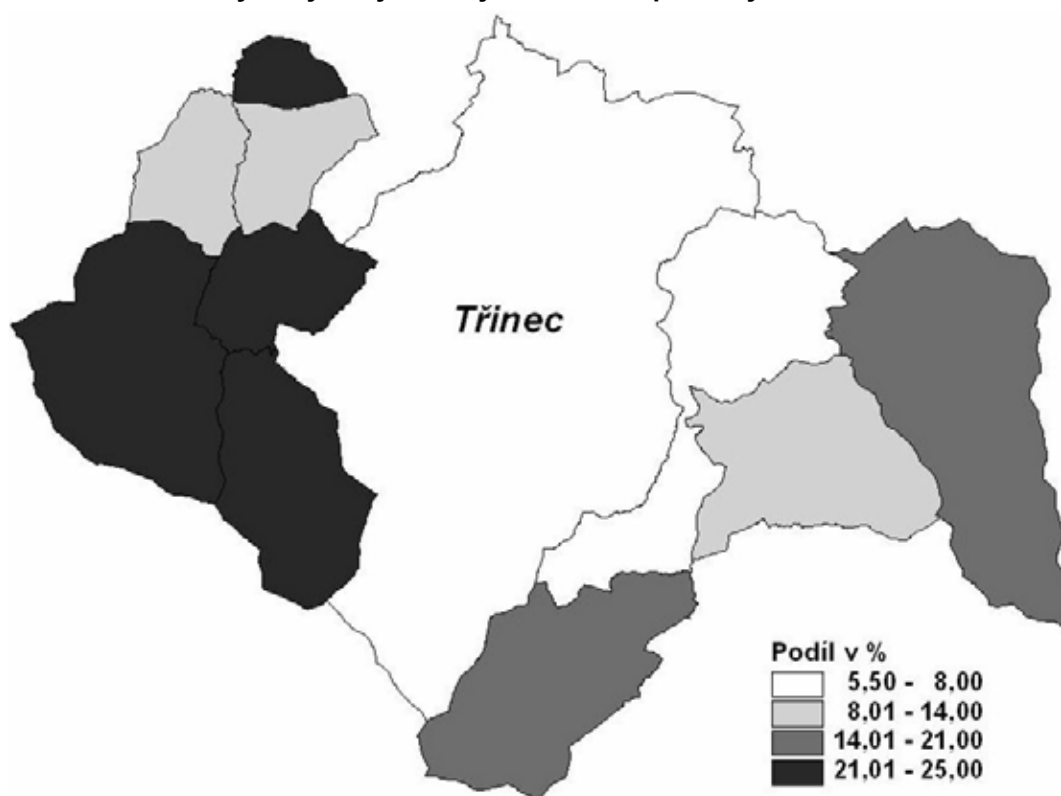 Třinec
Podíl v %
5,50 - 8,00
8,01 - 14,00
14,01 - 21,00
21,01 - 25,00